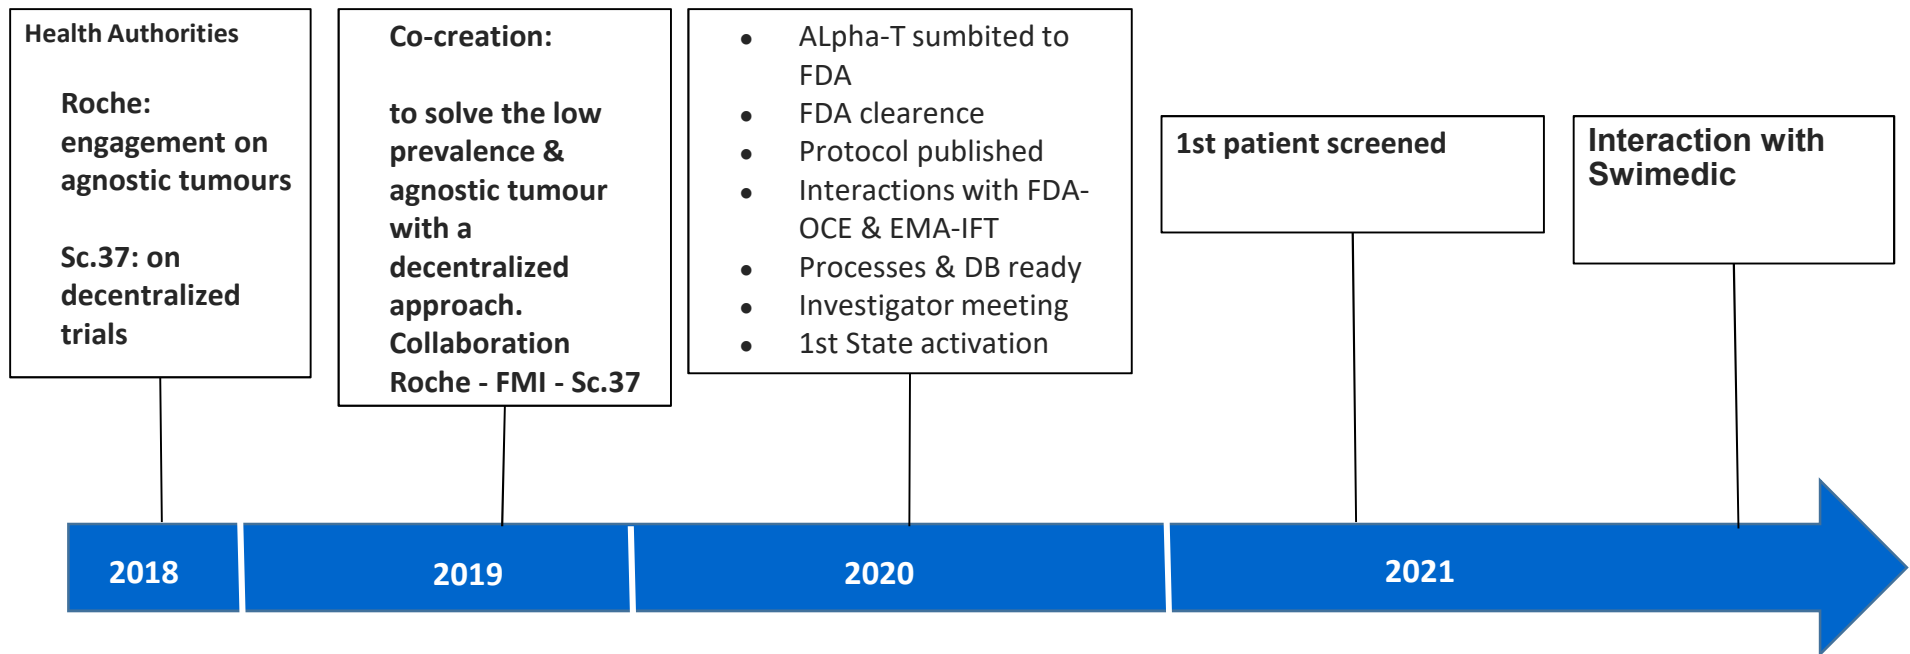 Health Authorities
Roche:
engagement on
agnostic tumours
Sc.37: on
decentralized
trials
Co-creation:
to solve the low
prevalence &
agnostic tumour
with a
decentralized
approach.
Collaboration
Roche - FMI - Sc.37
● ALpha-T sumbited to
FDA
● FDA clearence
● Protocol published
● Interactions with FDA-
OCE & EMA-IFT
● Processes & DB ready
● Investigator meeting
● 1st State activation
1st patient screened
Interaction with
Swimedic
2018
2019
2020
2021